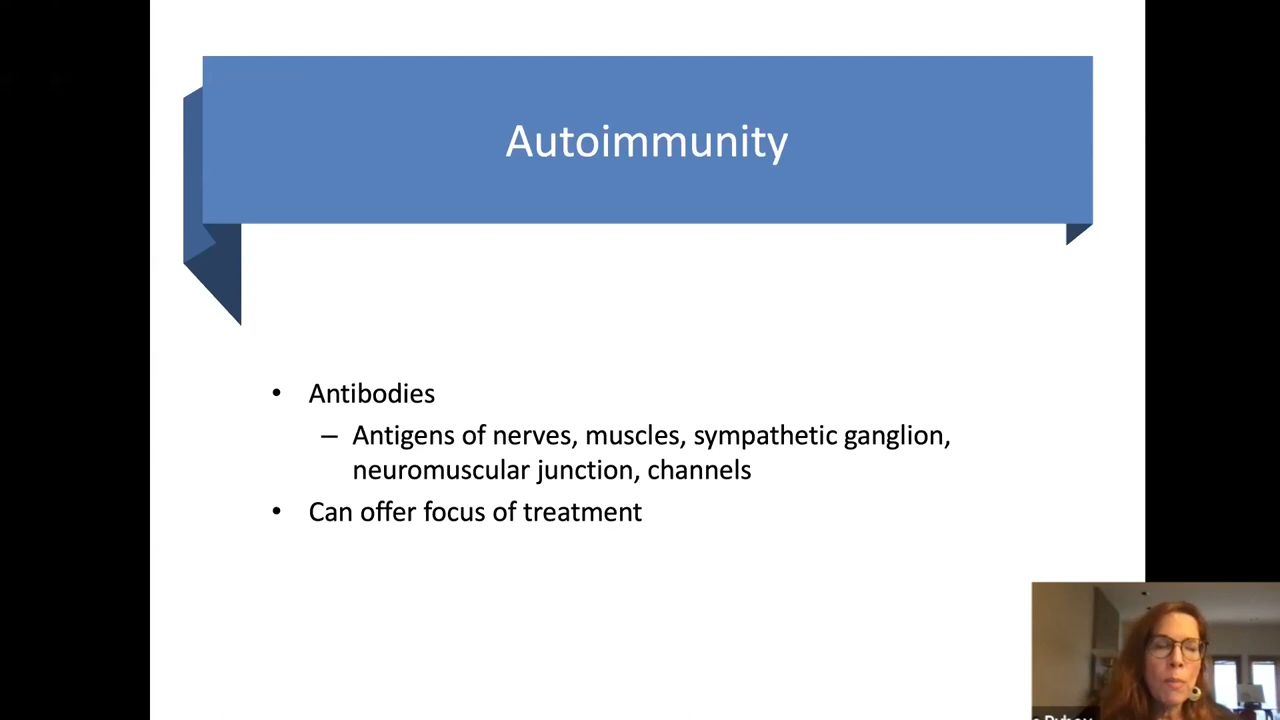 Autoimmunity
• Antibodies
– Antigens of nerves, muscles, sympathetic ganglion,
neuromuscular junction, channels
• Can offer focus of treatment